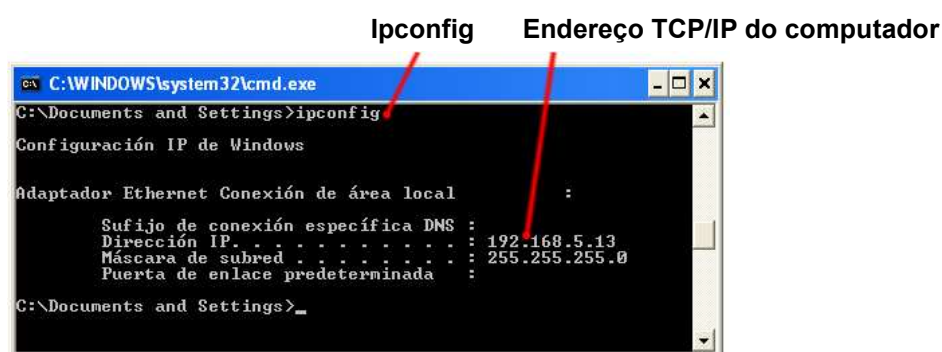 Ipconfig Endereço TCP/IP do computador
C:\WINDOWS\system32\cmd.exe
C:\Documents and Settings>ipconfig
Configuración IP de Windows
Adaptador Ethernet Conexión de área local :
Sufijo de conexión específica DNS :
Dirección IP. . . . . . . . . . . : 192.168.5.13
Máscara de subred . . . . . . . . : 255.255.255.0
Puerta de enlace predeterminada :
C:\Documents and Settings>_